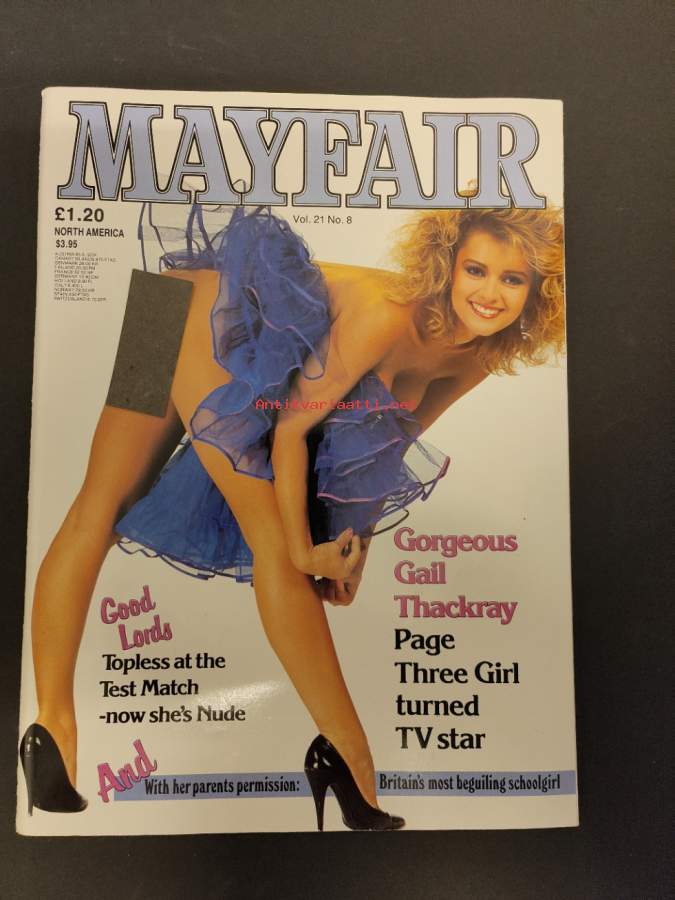 MAYFAIR
£1.20
NORTH AMERICA
$3.95
Vol. 21 No. 8
Antikvariaatti.net
Gorgeous
Gail
Thackray
Page
Three Girl
turned
TV star
Good
Lords
Topless at the
Test Match
-now she's Nude
And
With her parents permission:
Britain's most beguiling schoolgirl